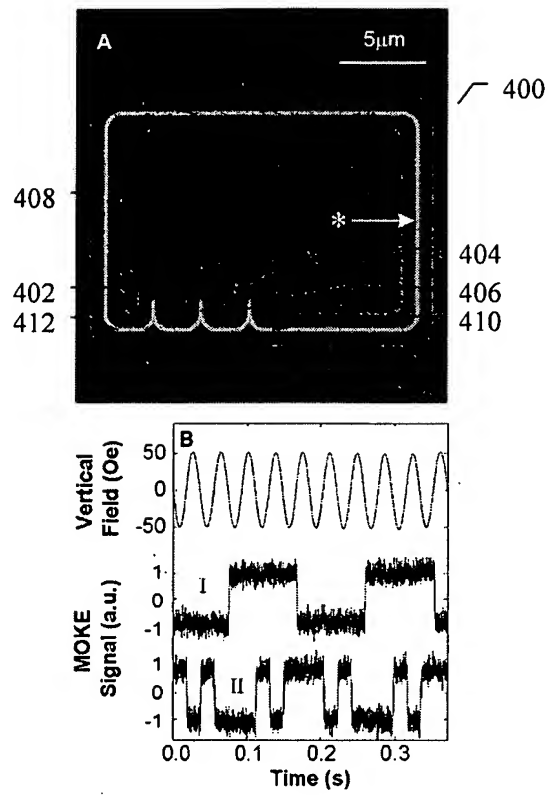 A
5µm
400
408
*
404
402
406
412
410
B
Vertical
Field (Oe)
50
0
-50
MOKE
Signal (a.u.)
1
0
-1
I
1
0
-1
II
0.0 0.1 0.2 0.3
Time (s)